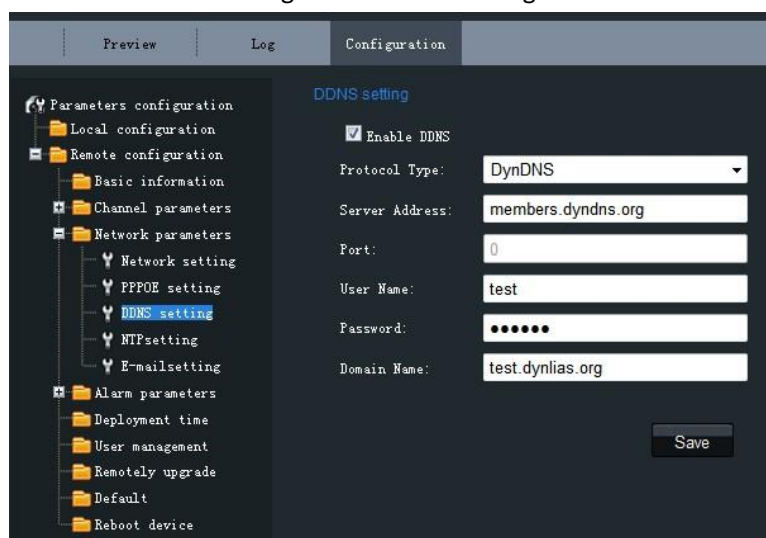 Preview Log Configuration
Parameters configuration
Local configuration
Remote configuration
Basic information
Channel parameters
Network parameters
Network setting
PPPOE setting
DDNS setting
NTPsetting
E-mailsetting
Alarm parameters
Deployment time
User management
Remotely upgrade
Default
Reboot device
DDNS setting
Enable DDNS
Protocol Type: DynDNS
Server Address: members.dyndns.org
Port: 0
User Name: test
Password: ●●●●●●
Domain Name: test.dynlias.org
Save